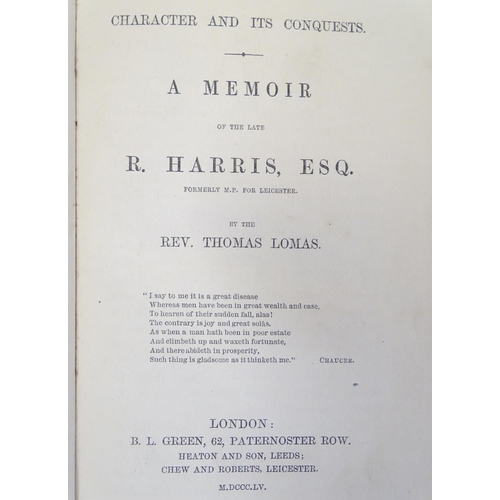 CHARACTER AND ITS CONQUESTS.
A MEMOIR
OF THE LATE
R. HARRIS, ESQ.
FORMERLY M.P. FOR LEICESTER.
BY THE
REV. THOMAS LOMAS.
"I say to me it is a great disease
Whereas men have been in great wealth and ease,
To hearen of their sudden fall, alas!
The contrary is joy and great solas.
As when a man hath been in poor estate
And climbeth up and waxeth fortunate,
And there abideth in prosperity,
Such thing is gladsome as it thinketh me." CHAUCER.
LONDON:
B. L. GREEN, 62, PATERNOSTER ROW.
HEATON AND SON, LEEDS;
CHEW AND ROBERTS, LEICESTER.
M.DCCC.LV.